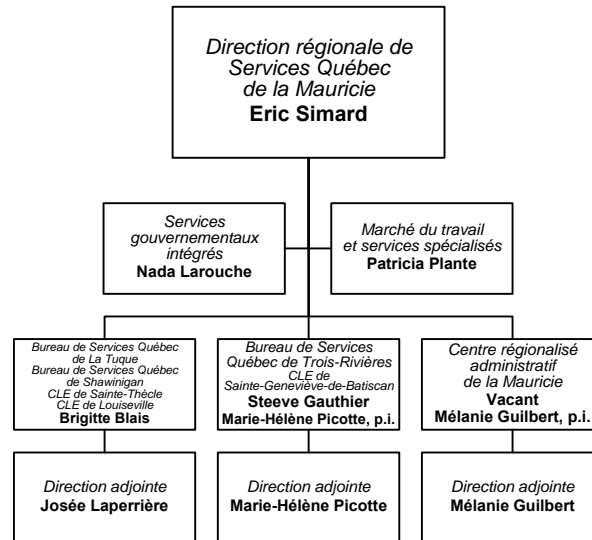 Direction régionale de
Services Québec
de la Mauricie
Eric Simard
Services
gouvernementaux
intégrés
Nada Larouche
Marché du travail
et services spécialisés
Patricia Plante
Bureau de Services Québec
de La Tuque
Bureau de Services Québec
de Shawinigan
CLE de Sainte-Thècle
CLE de Louiseville
Brigitte Blais
Bureau de Services
Québec de Trois-Rivières
CLE de
Sainte-Geneviève-de-Batiscan
Steeve Gauthier
Marie-Hélène Picotte, p.i.
Centre régionalisé
administratif
de la Mauricie
Vacant
Mélanie Guilbert, p.i.
Direction adjointe
Josée Laperrière
Direction adjointe
Marie-Hélène Picotte
Direction adjointe
Mélanie Guilbert